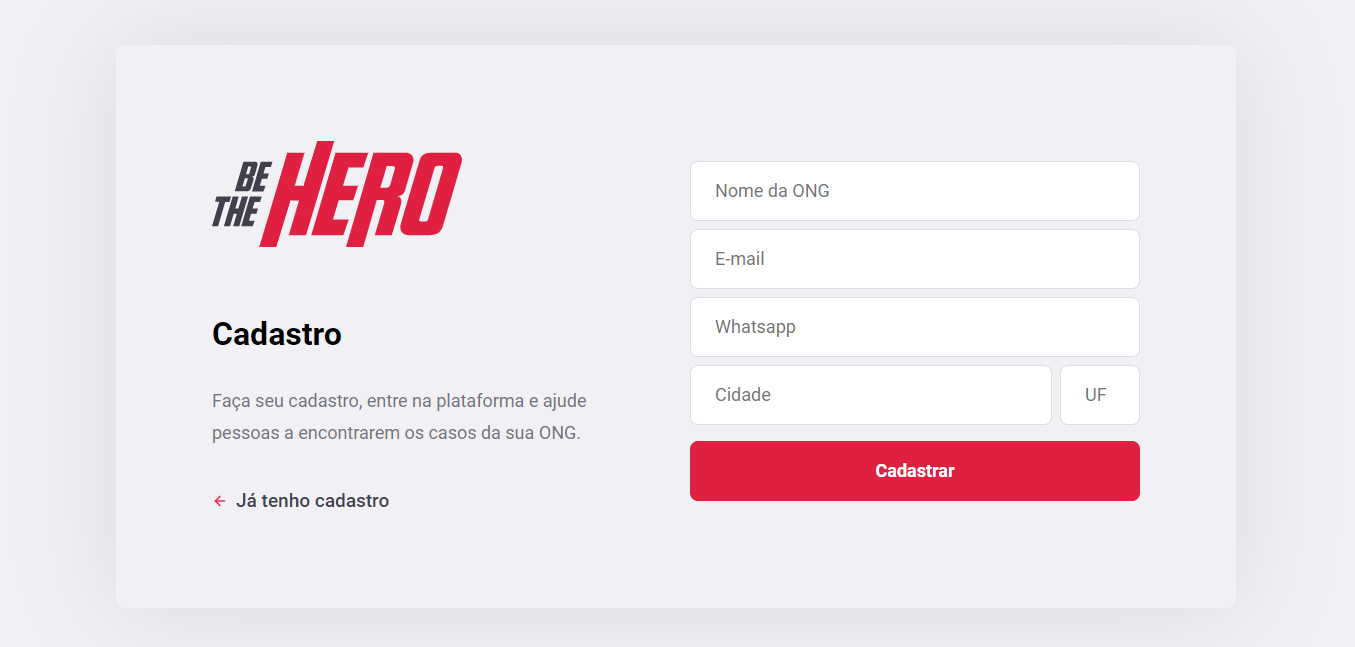 BE
THE HERO
Cadastro
Faça seu cadastro, entre na plataforma e ajude
pessoas a encontrarem os casos da sua ONG.
Já tenho cadastro
Nome da ONG
E-mail
Whatsapp
Cidade
UF
Cadastrar